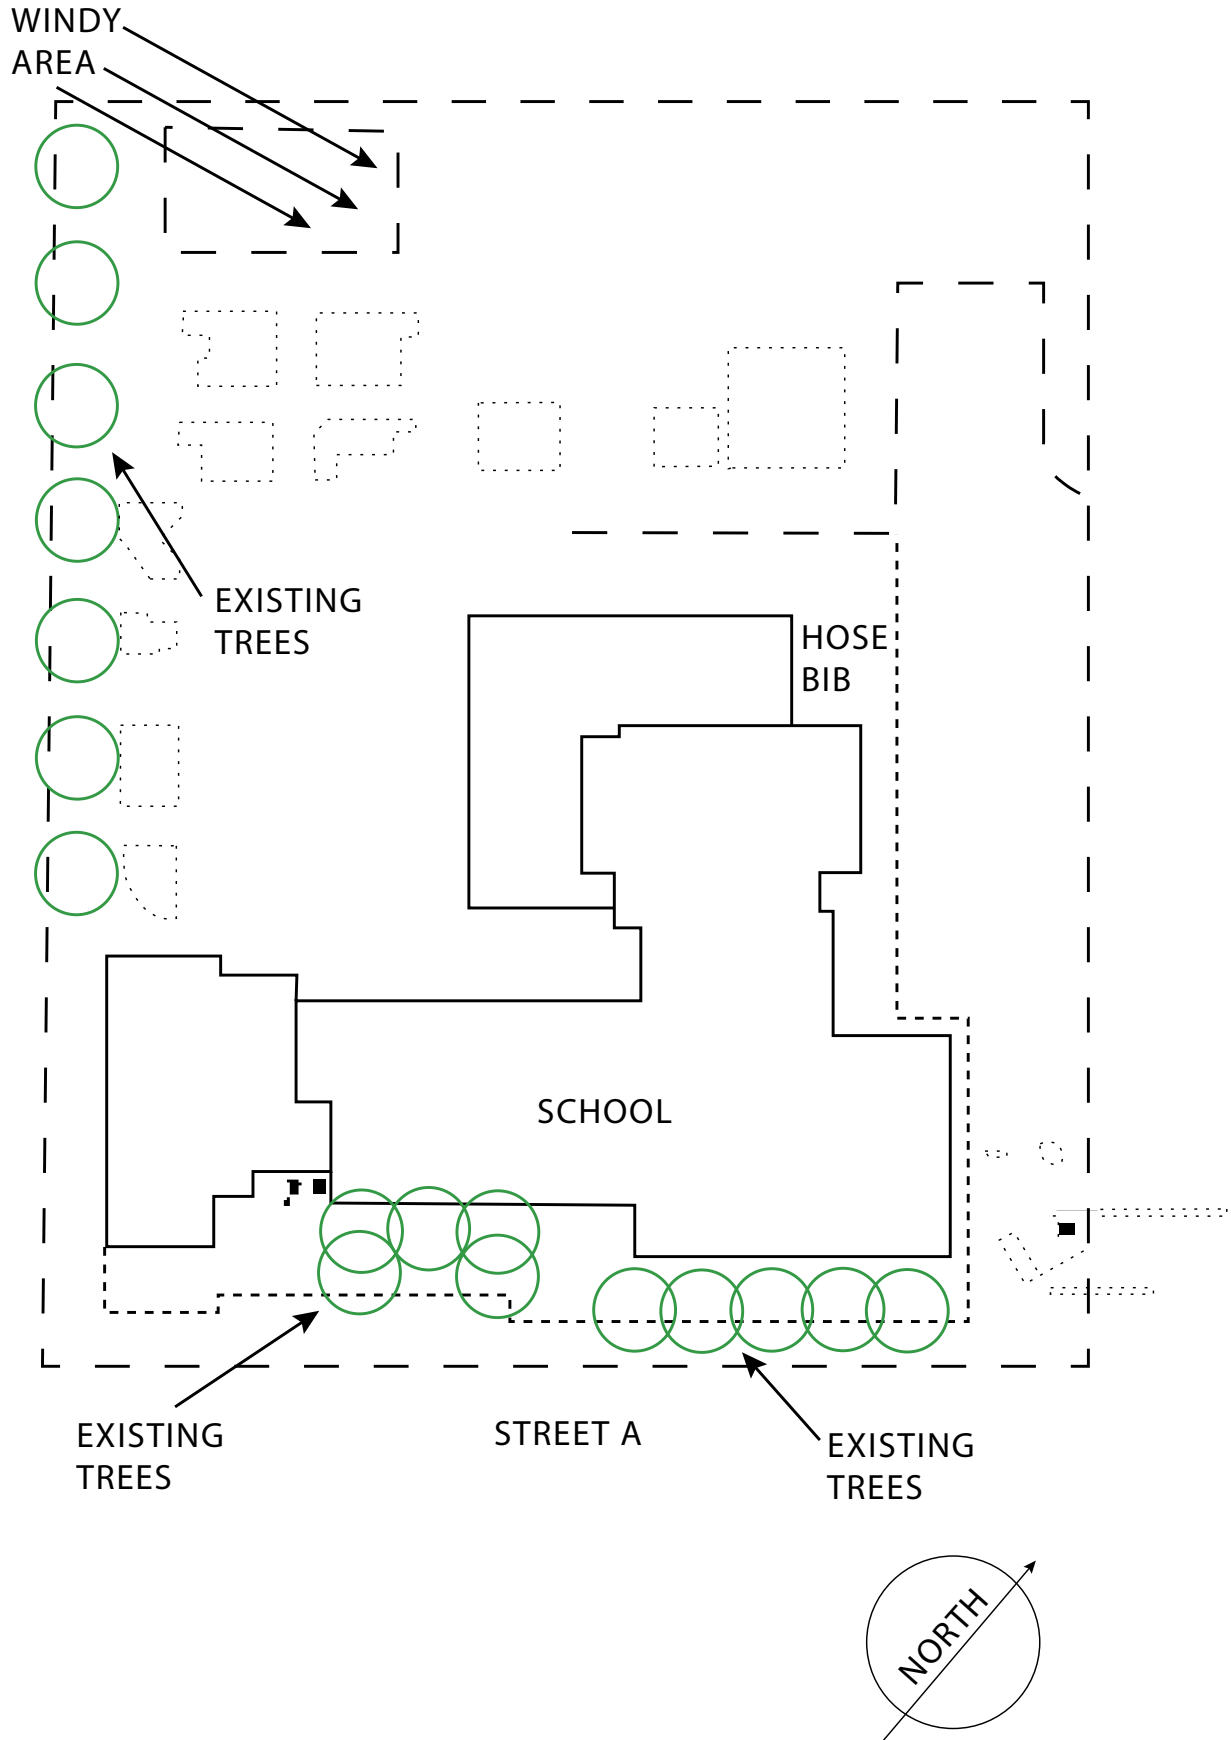 WINDY
AREA
EXISTING
TREES
HOSE
BIB
SCHOOL
EXISTING
TREES
STREET A
EXISTING
TREES
NORTH